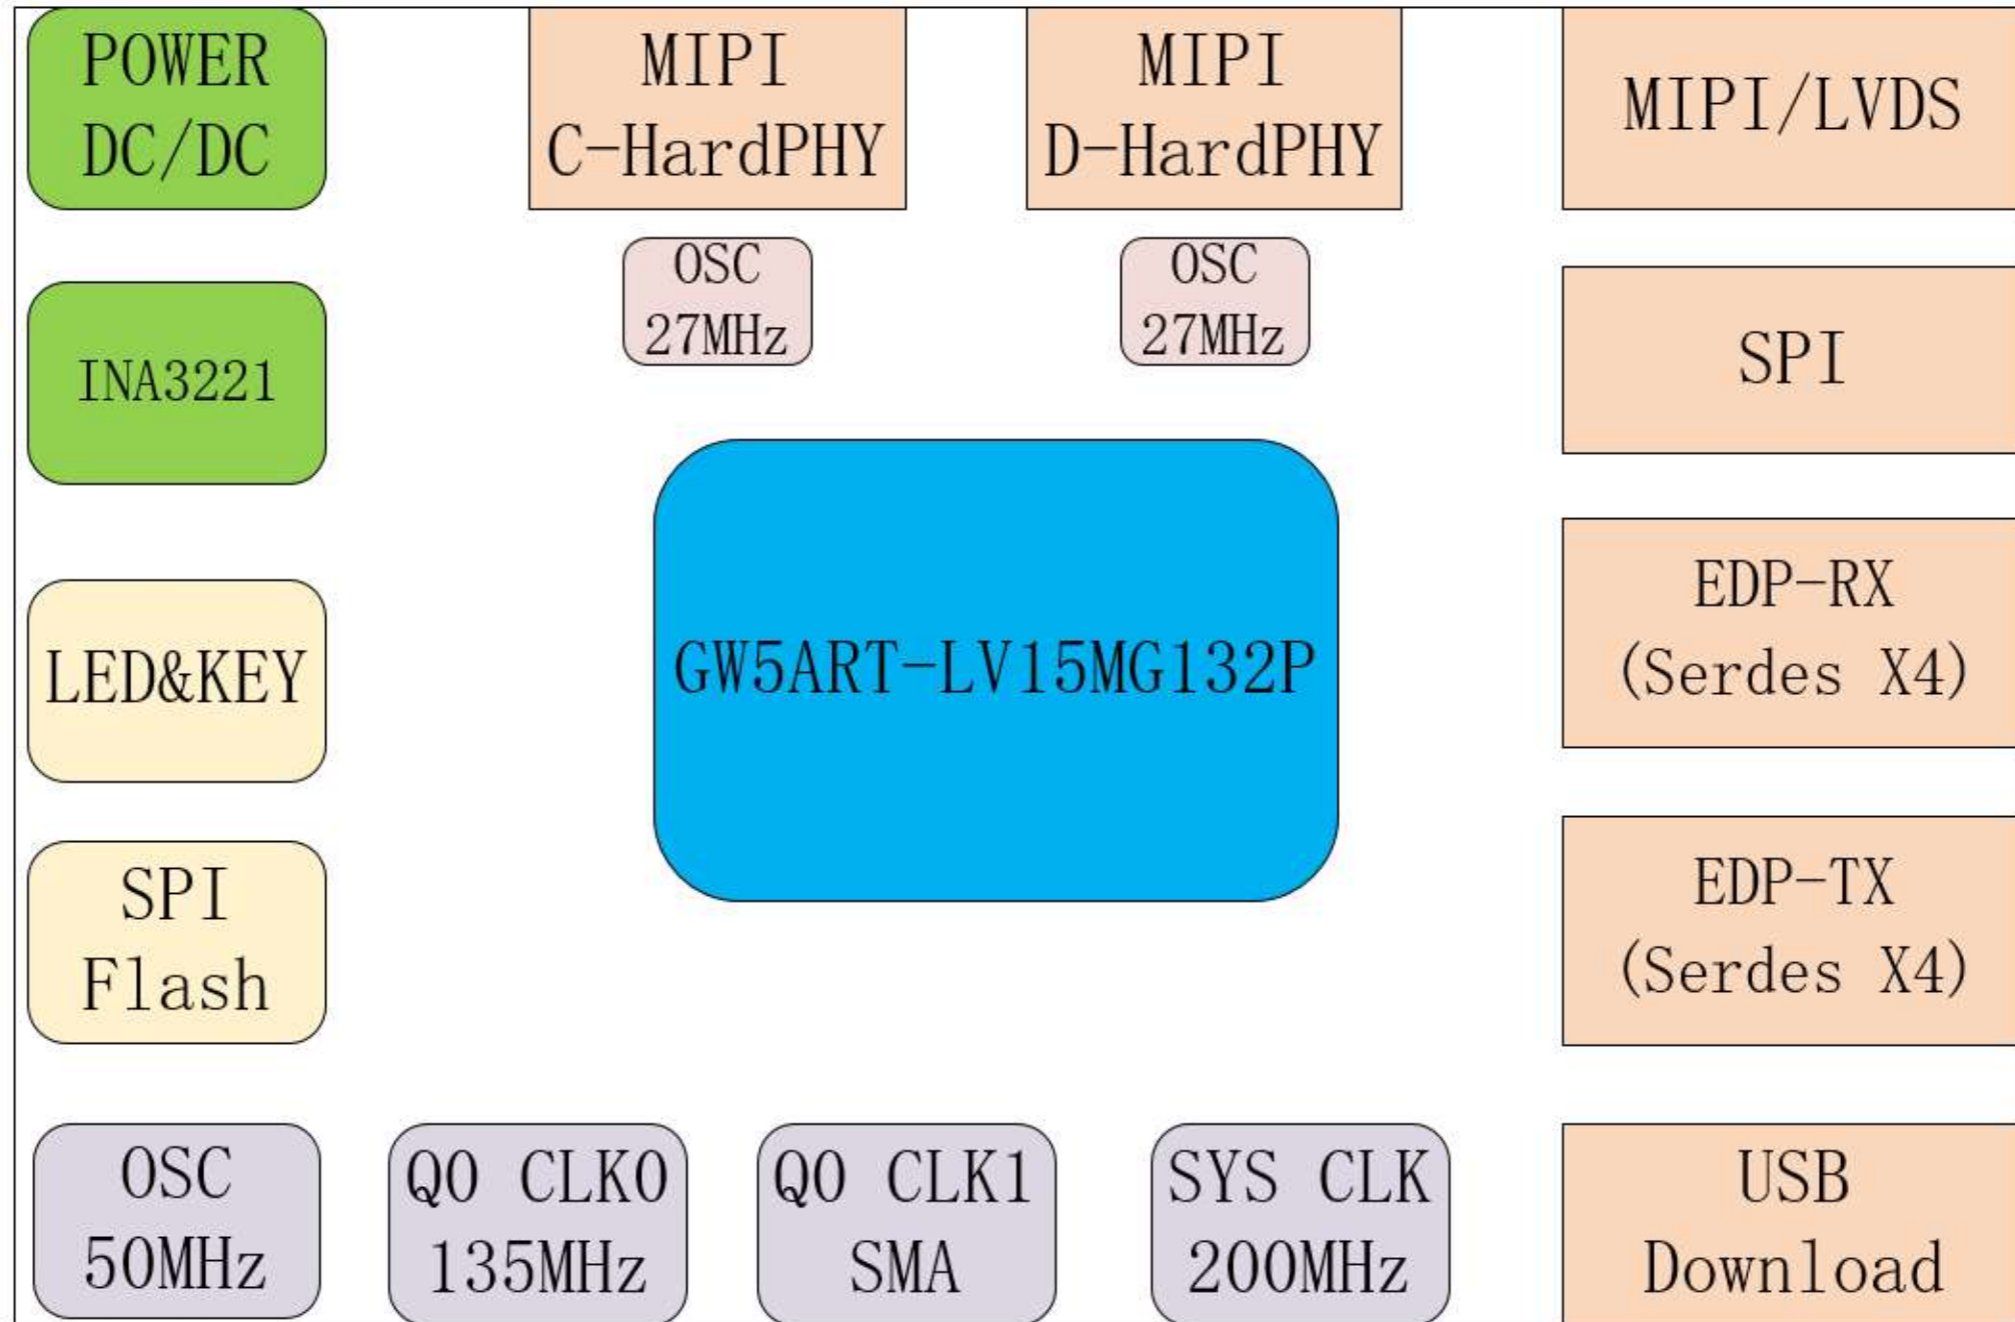 POWER
DC/DC
MIPI
C-HardPHY
MIPI
D-HardPHY
MIPI/LVDS
OSC
27MHz
OSC
27MHz
INA3221
SPI
GW5ART-LV15MG132P
LED&KEY
EDP-RX
(Serdes X4)
SPI
Flash
EDP-TX
(Serdes X4)
OSC
50MHz
Q0 CLK0
135MHz
Q0 CLK1
SMA
SYS CLK
200MHz
USB
Download